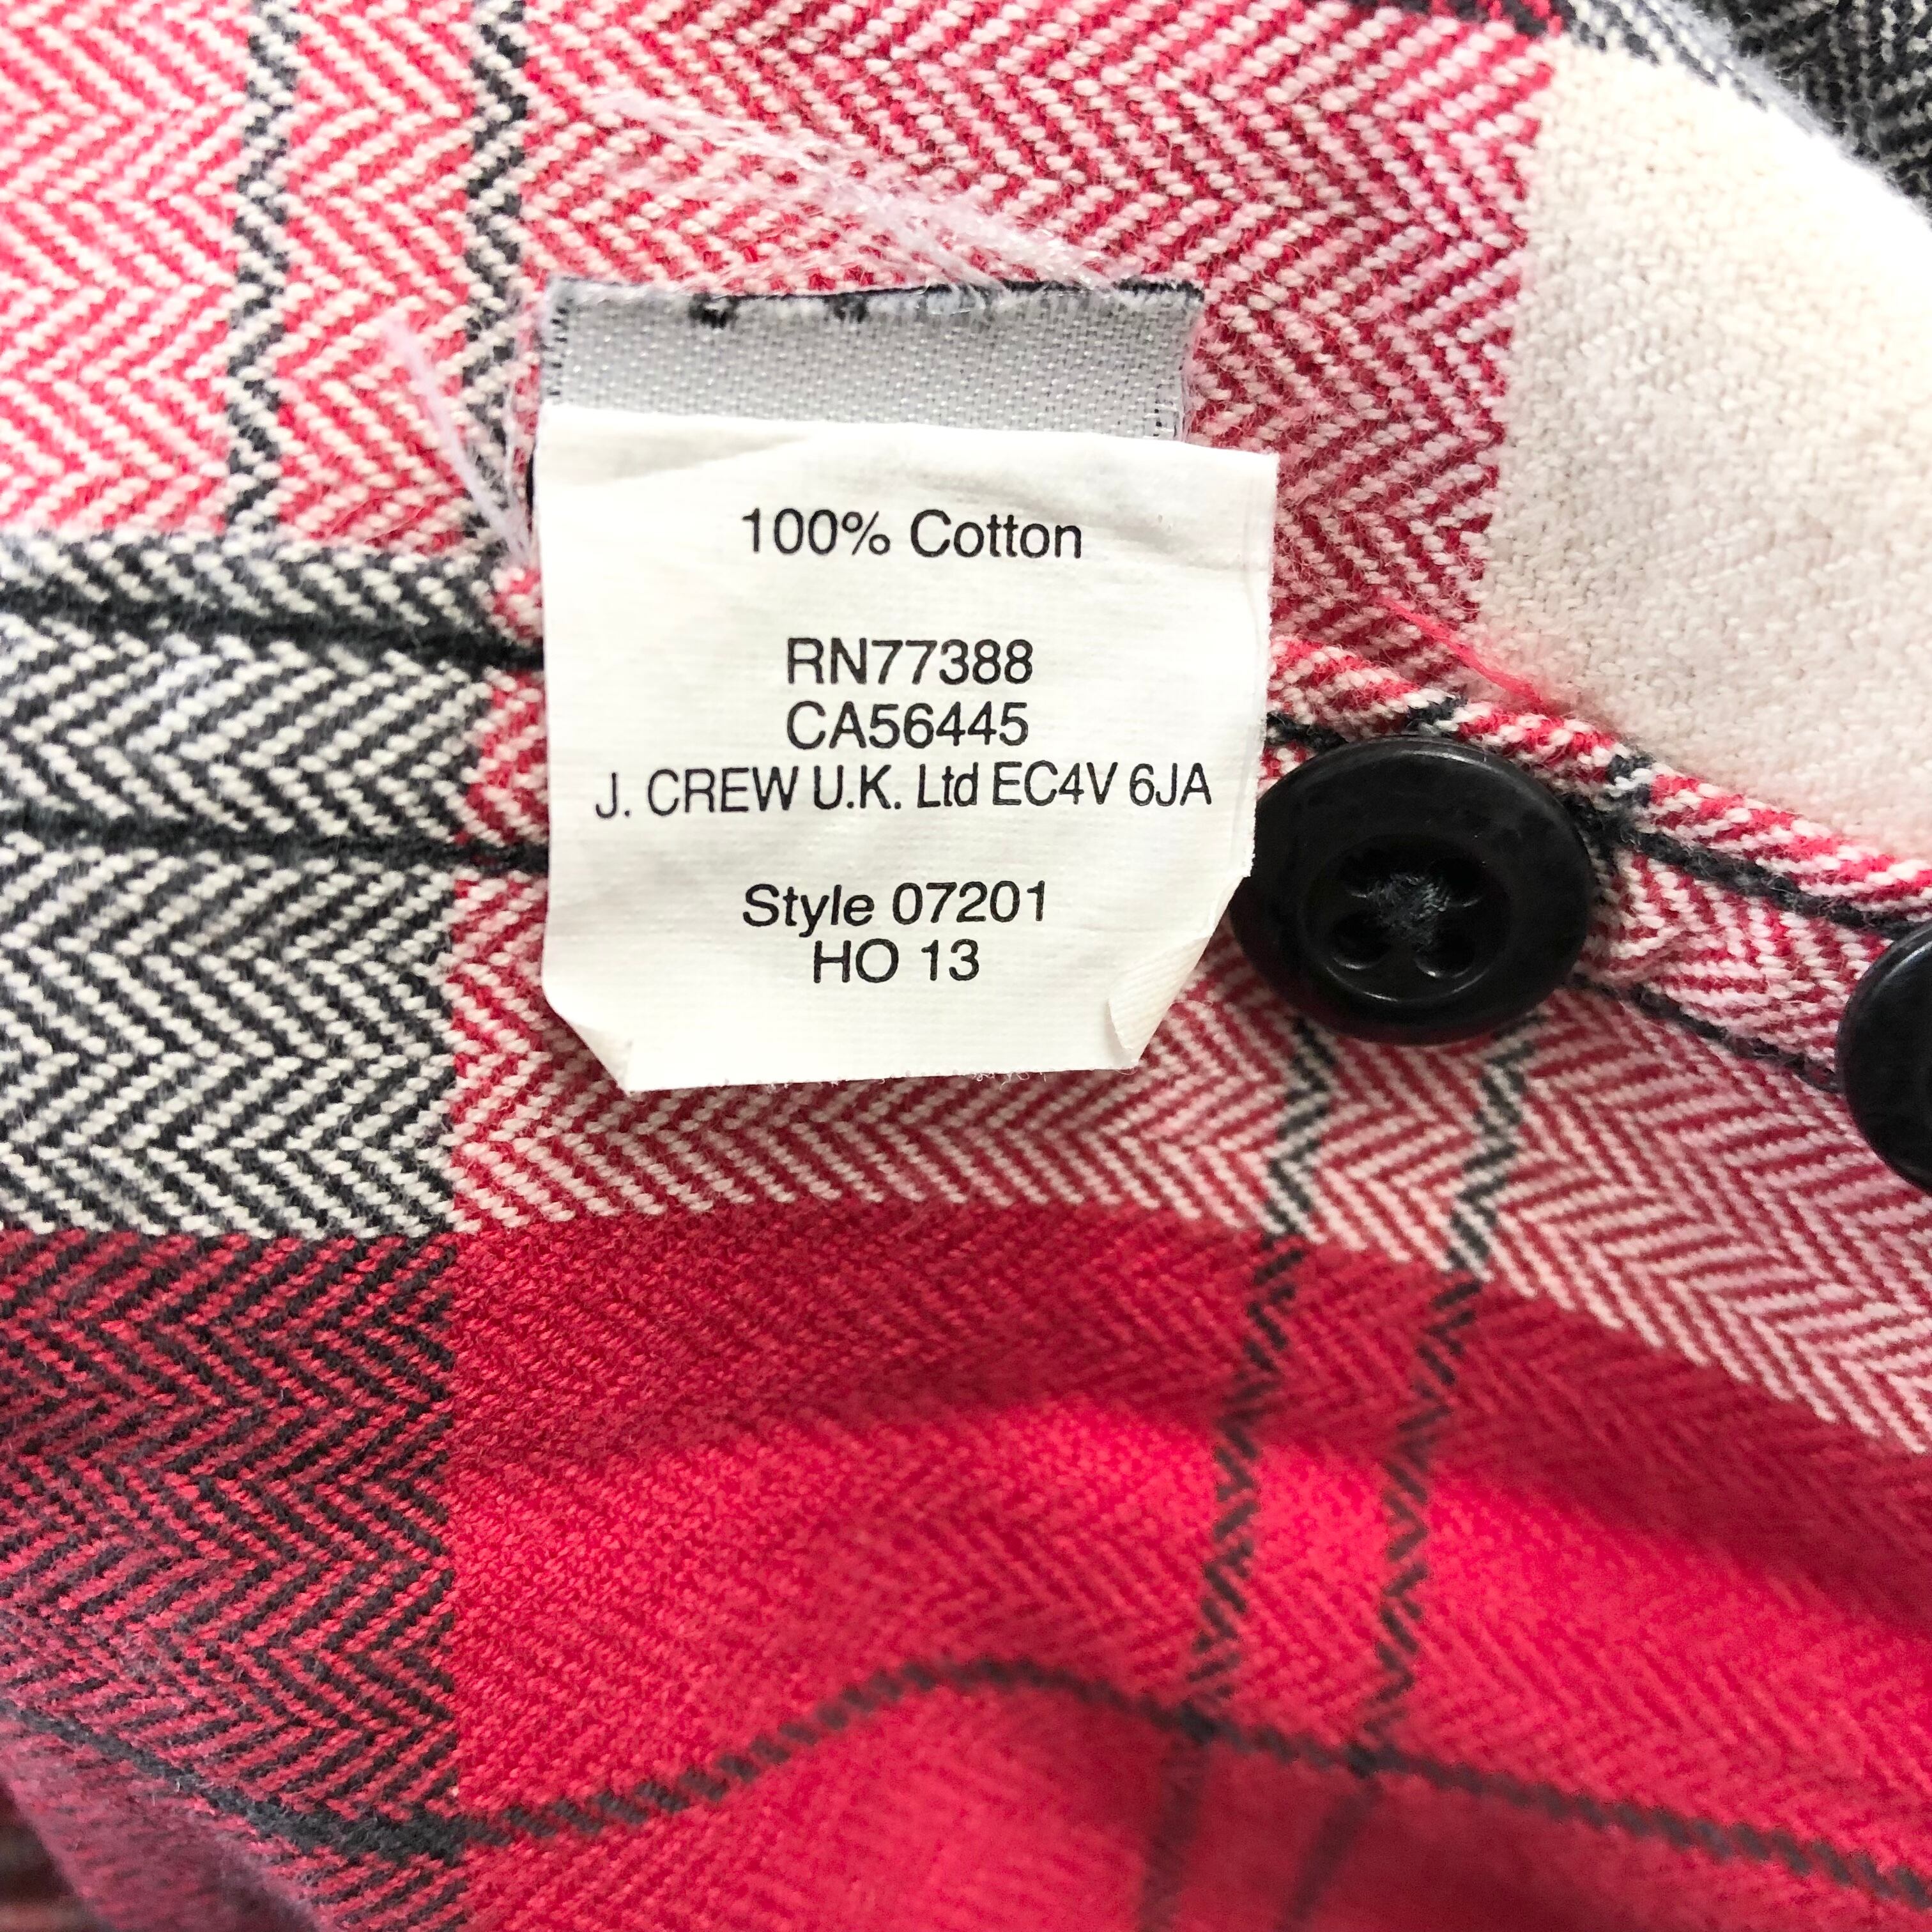 100% Cotton
RN77388
CA56445
J. CREW U.K. Ltd EC4V 6JA
Style 07201
HO 13